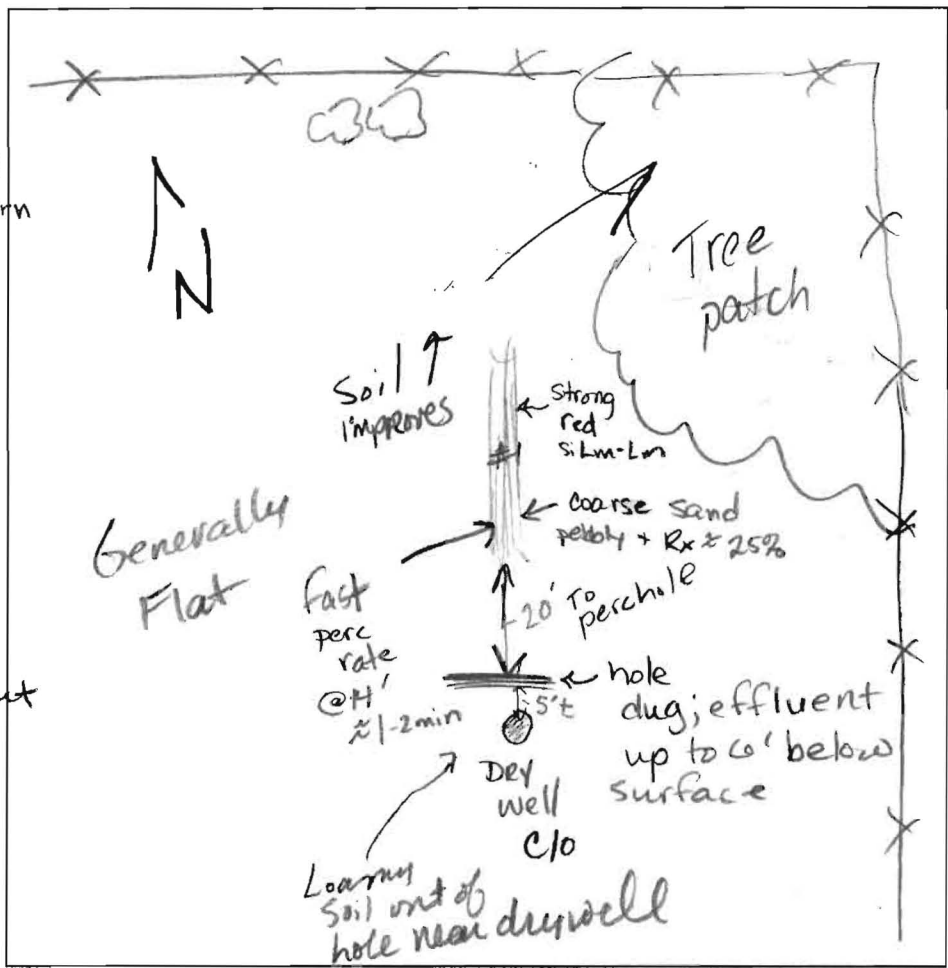 rn
N
Tree
patch
Soil ↑
improves
← strong
red
siLm-Lm
← coarse sand
pebbly + Rx ≈ 25%
Generally
Flat
fast
perc
rate
≈ 1-2min
20' To
perchole
← hole
dug; effluent
up to 6' below
surface
5'±
Dry
well
C/O
Loamy
soil out of
hole near drywell